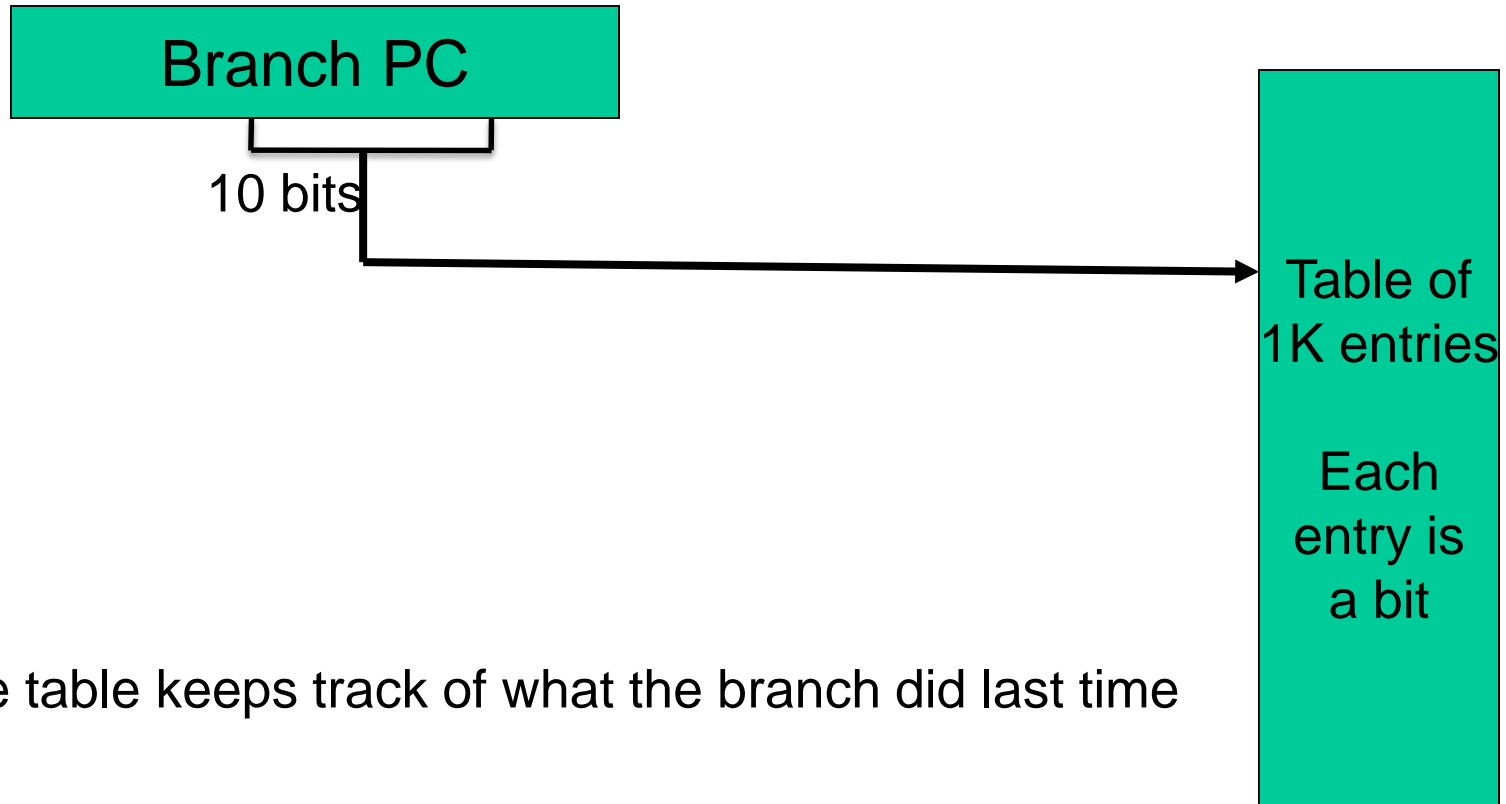 Branch PC
10 bits
Table of
1K entries
Each
entry is
a bit
e table keeps track of what the branch did last time